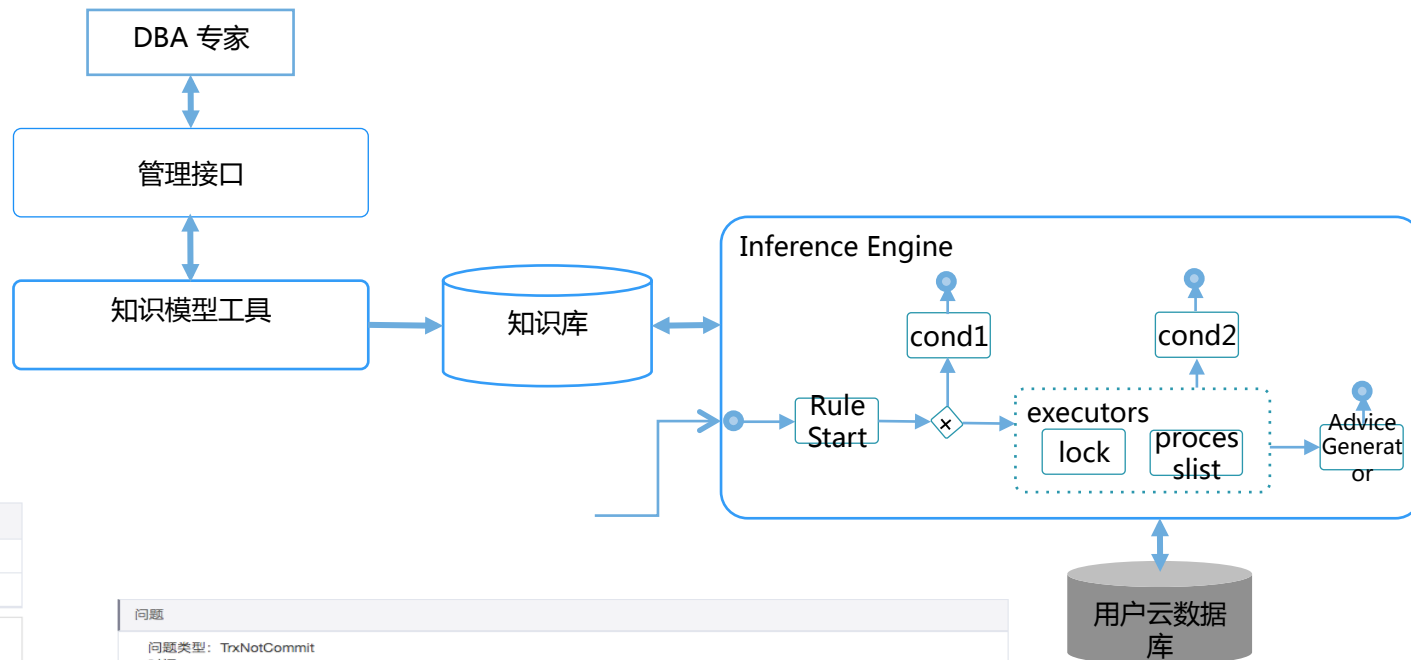 DBA 专家
管理接口
知识模型工具
知识库
Inference Engine
cond1
cond2
Rule
Start
×
executors
lock
proces
slist
Advice
Generat
or
用户云数据
库
问题
问题类型：TrxNotCommit